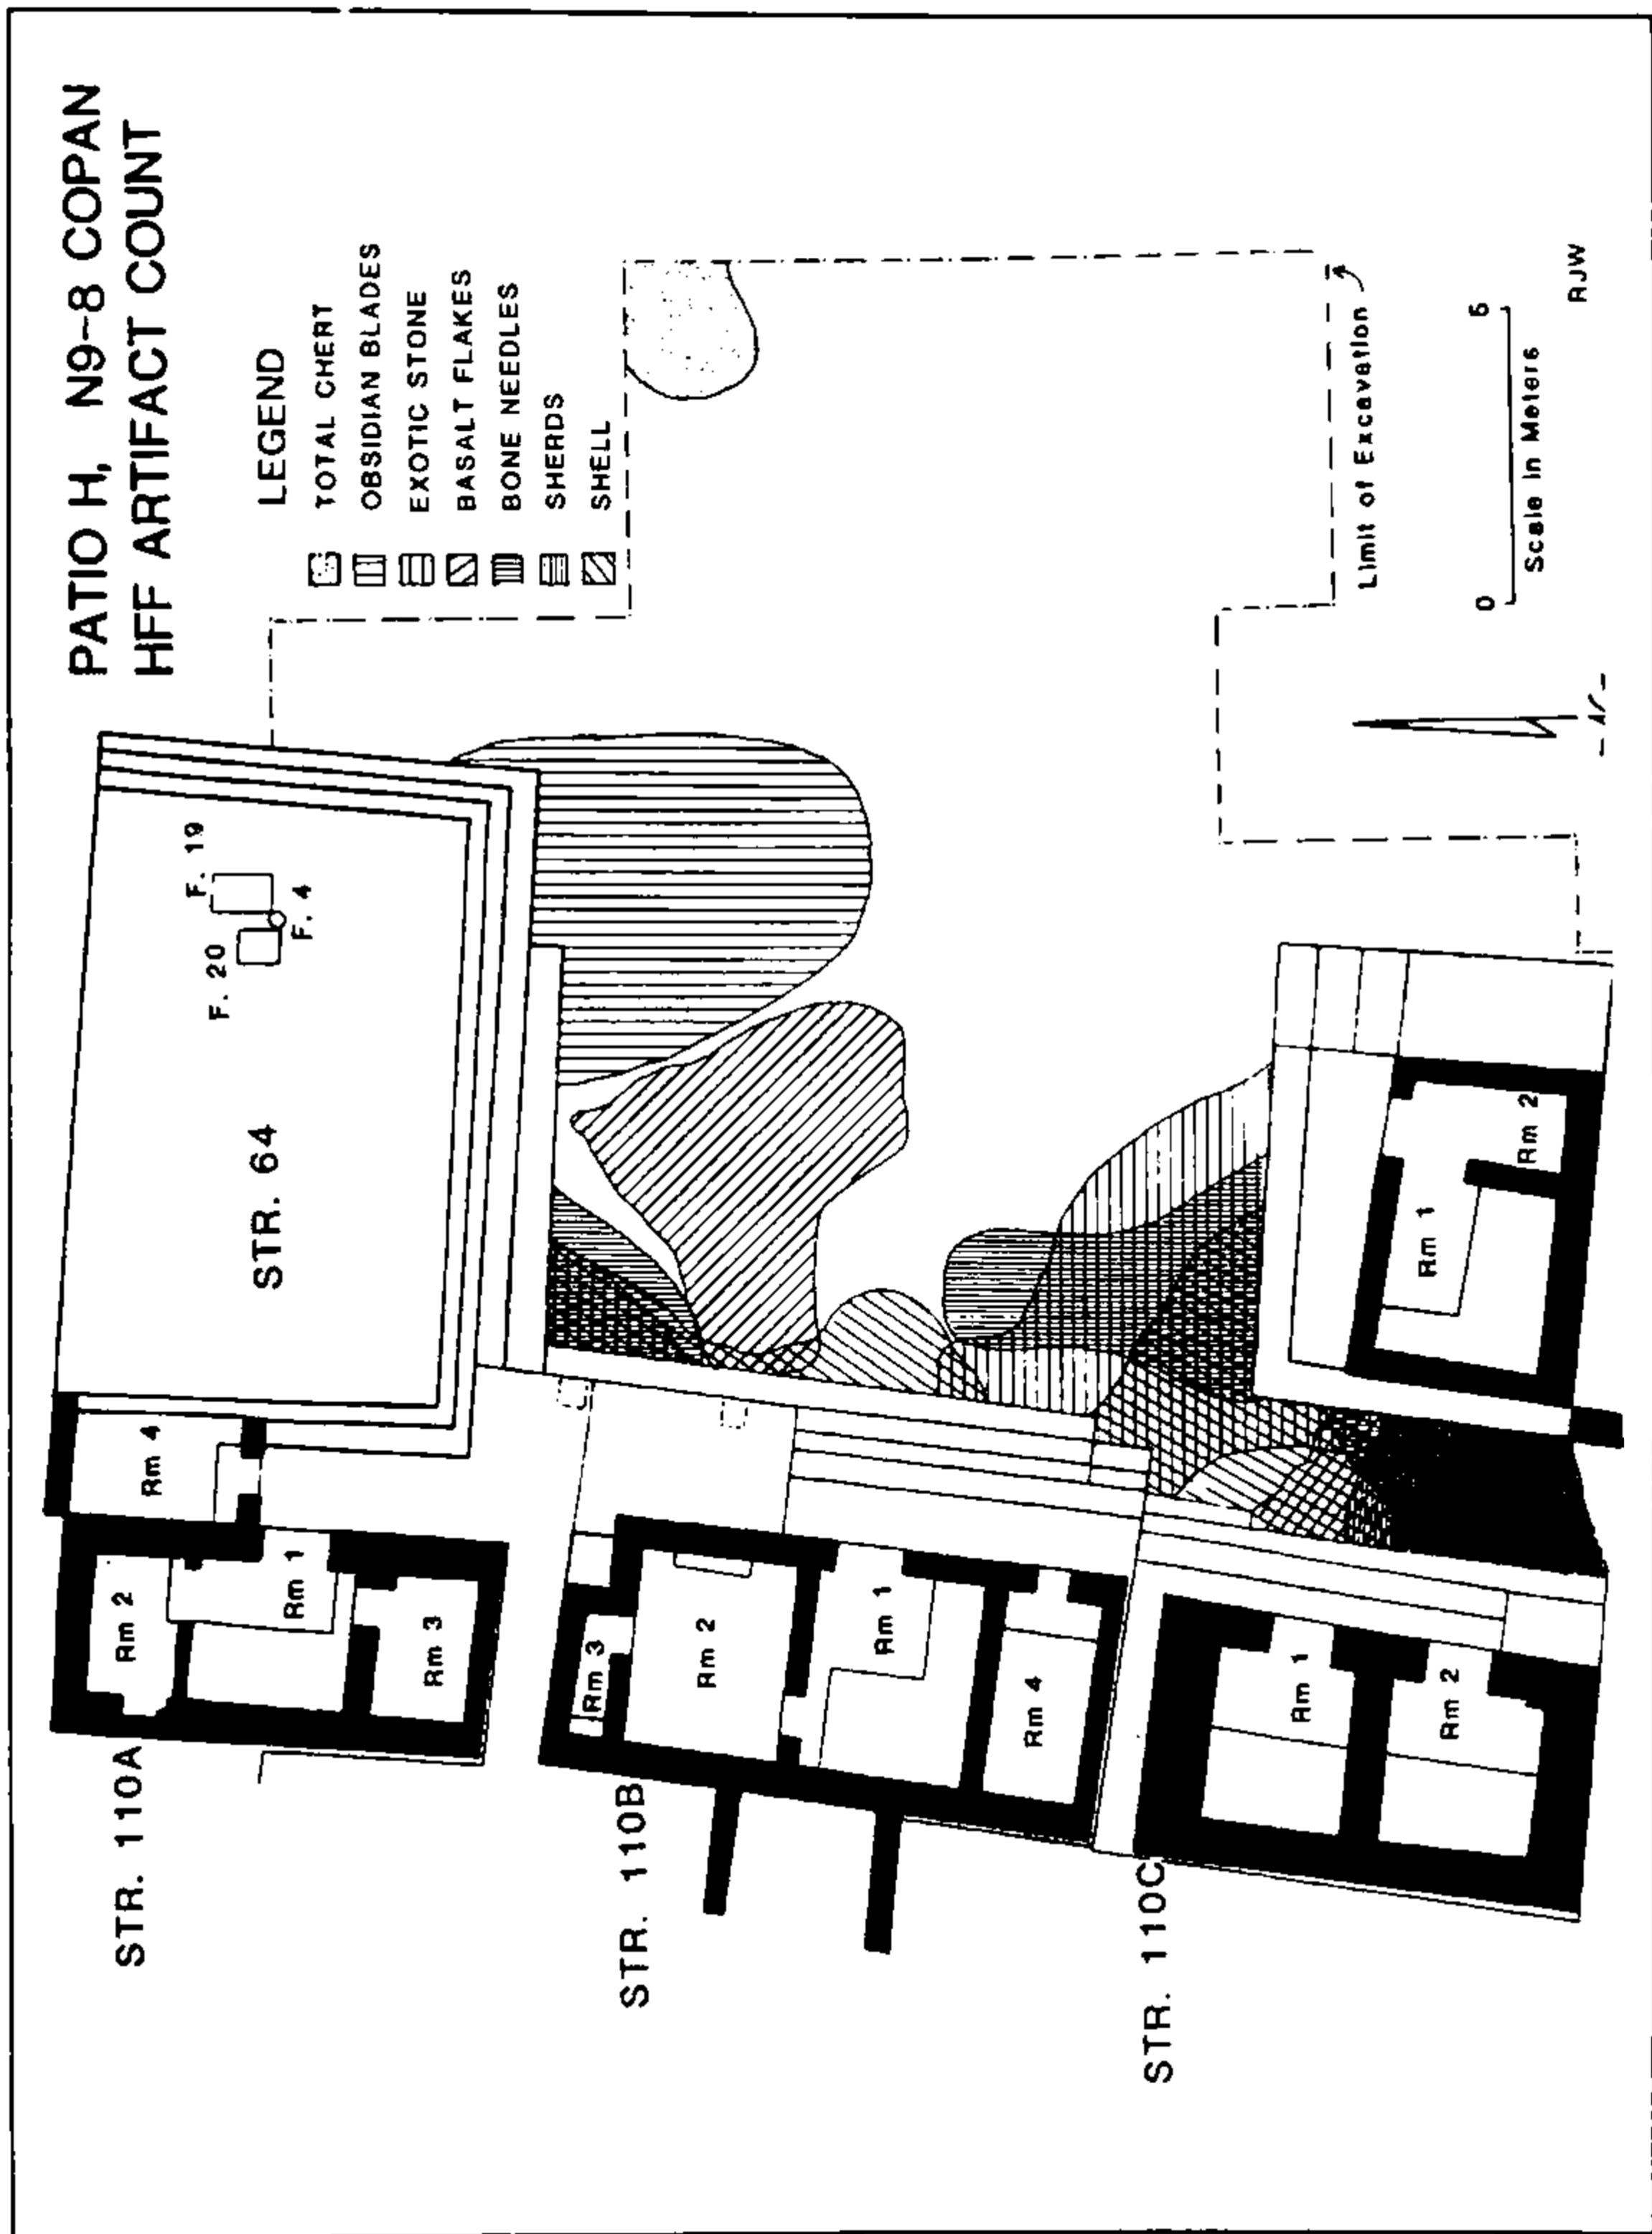 PATIO H, N9-8 COPAN
HFF ARTIFACT COUNT
LEGEND
TOTAL CHERT
OBSIDIAN BLADES
EXOTIC STONE
BASALT FLAKES
BONE NEEDLES
SHERDS
SHELL
STR. 110A
Rm 2
Rm 1
Rm 3
Rm 4
STR. 64
F. 20
F. 19
F. 4
STR. 110B
Rm 3
Rm 2
Rm 1
Rm 4
STR. 110C
Rm 1
Rm 2
Rm 1
Rm 2
Limit of Excavation
0 5
Scale in Meters
RJW